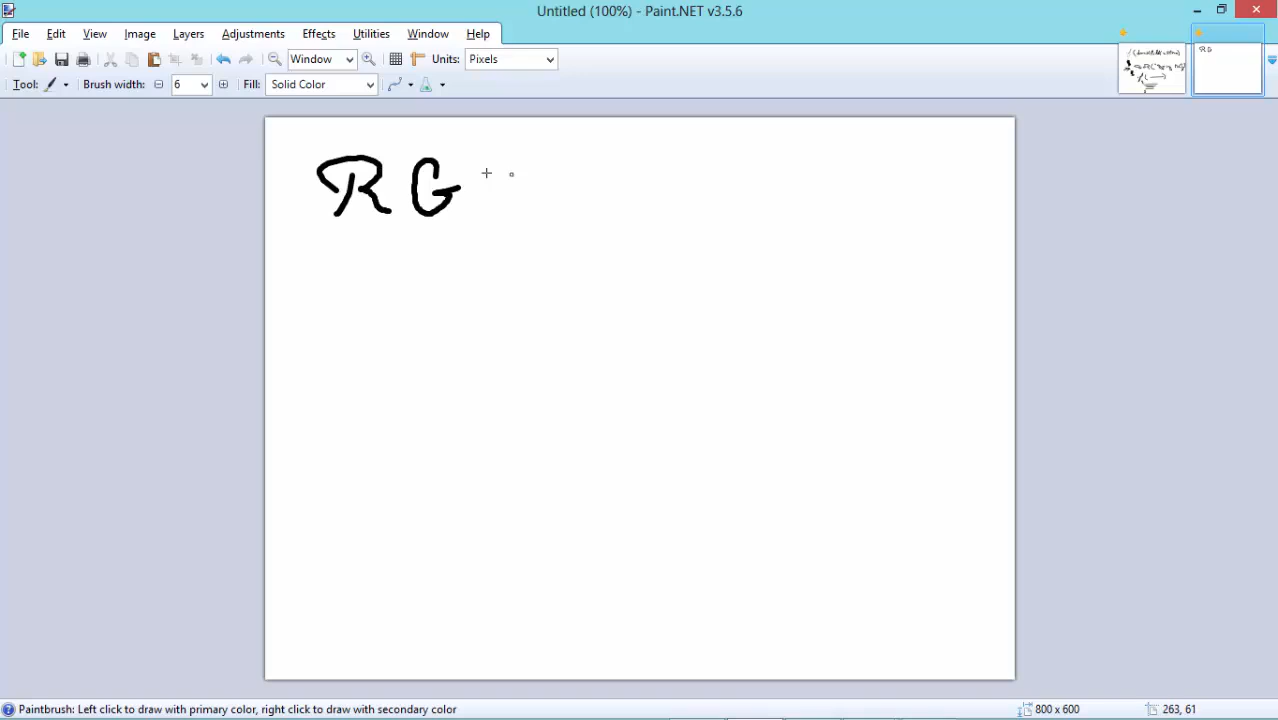 Untitled (100%) - Paint.NET v3.5.6
File Edit View Image Layers Adjustments Effects Utilities Window Help
Window Units: Pixels
Tool: Brush width: 6 Fill: Solid Color
R G
Paintbrush: Left click to draw with primary color, right click to draw with secondary color
800 x 600
263, 61